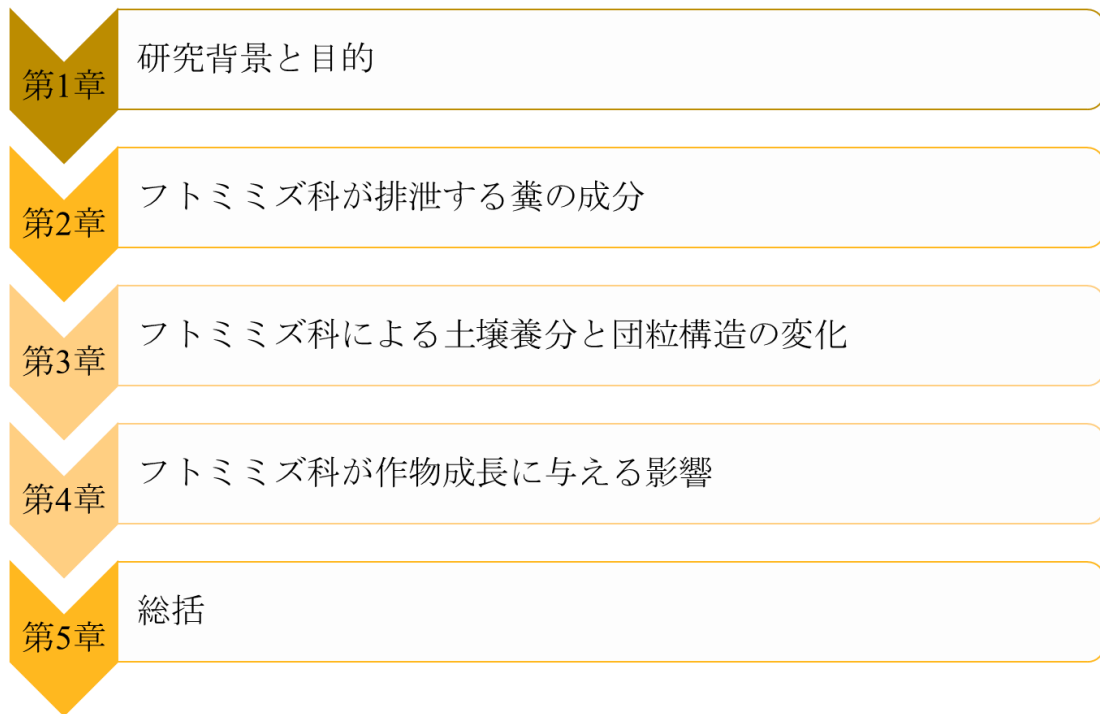 第1章
研究背景と目的
第2章
フトミミズ科が排泄する糞の成分
第3章
フトミミズ科による土壌養分と団粒構造の変化
第4章
フトミミズ科が作物成長に与える影響
第5章
総括